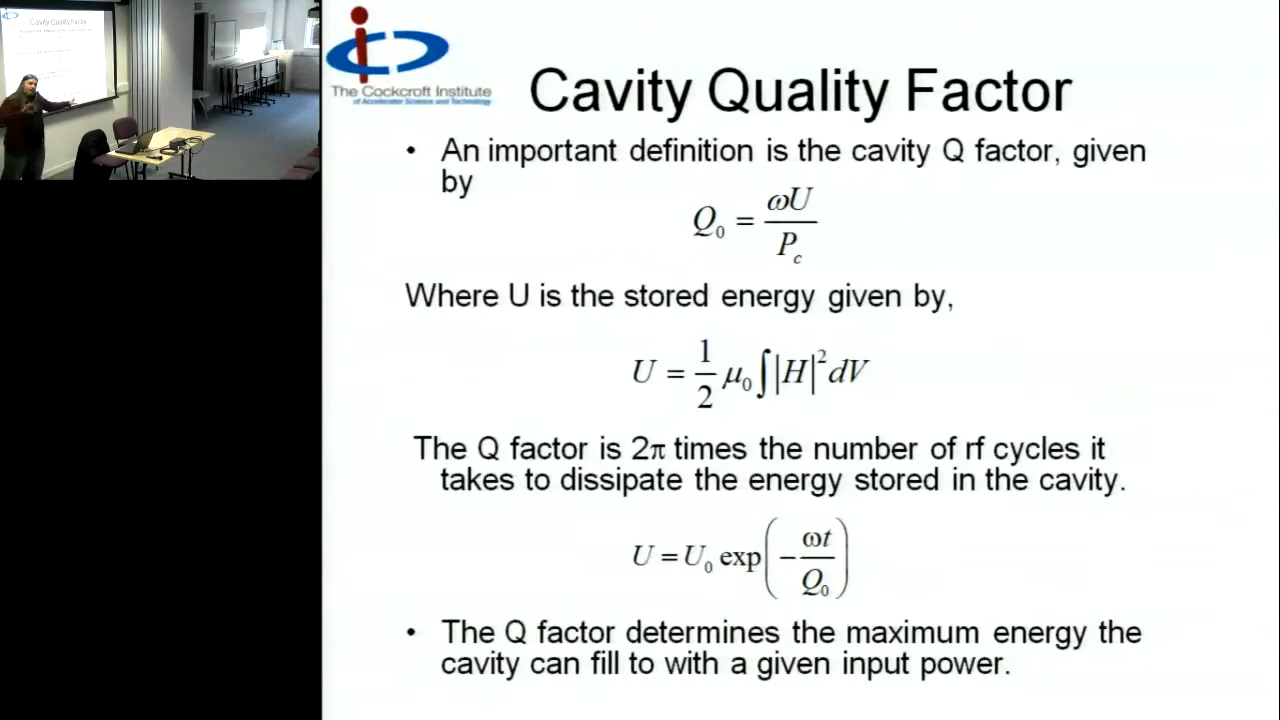 Cavity Quality Factor
The Cockcroft Institute
of Accelerator Science and Technology
Cavity Quality Factor
• An important definition is the cavity Q factor, given
by
Q₀ = ωU / P_c
Where U is the stored energy given by,
U = 1/2 μ₀ ∫|H|² dV
The Q factor is 2π times the number of rf cycles it
takes to dissipate the energy stored in the cavity.
U = U₀ exp(−ωt / Q₀)
• The Q factor determines the maximum energy the
cavity can fill to with a given input power.